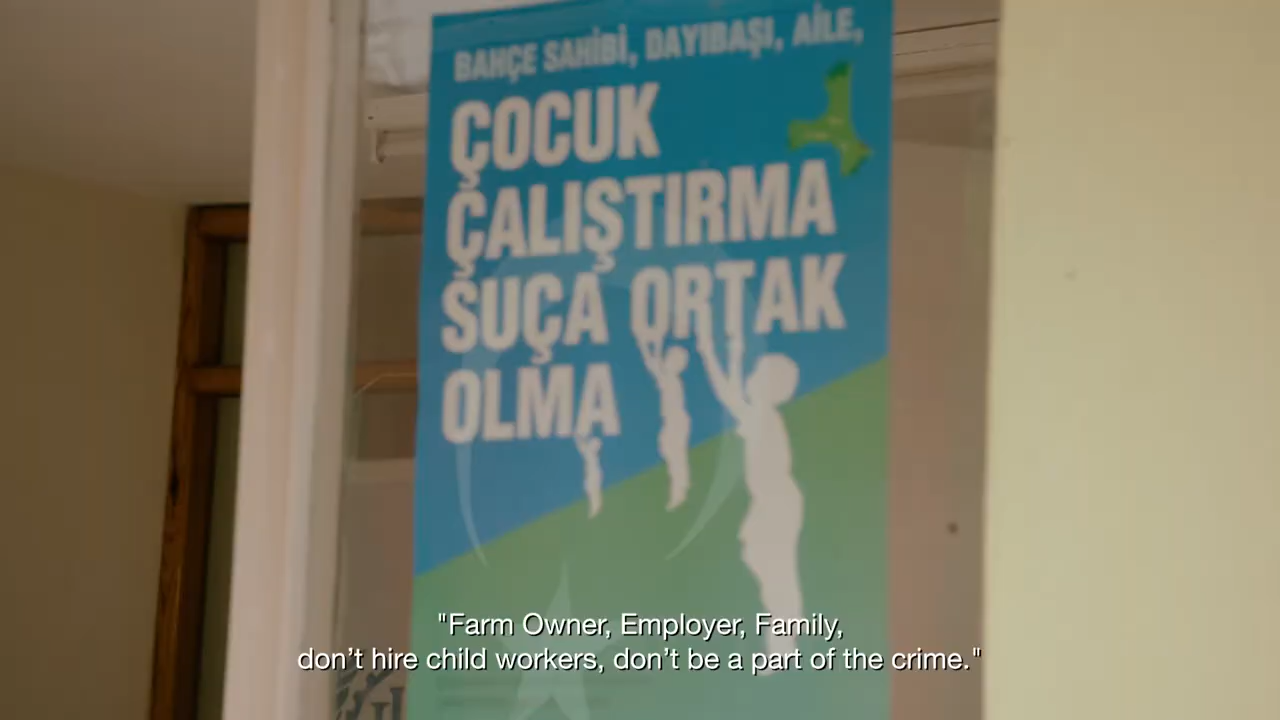 BAHÇE SAHİBİ, DAYIBAŞI, AİLE,
ÇOCUK
ÇALIŞTIRMA
SUÇA ORTAK
OLMA
"Farm Owner, Employer, Family,
don't hire child workers, don't be a part of the crime."